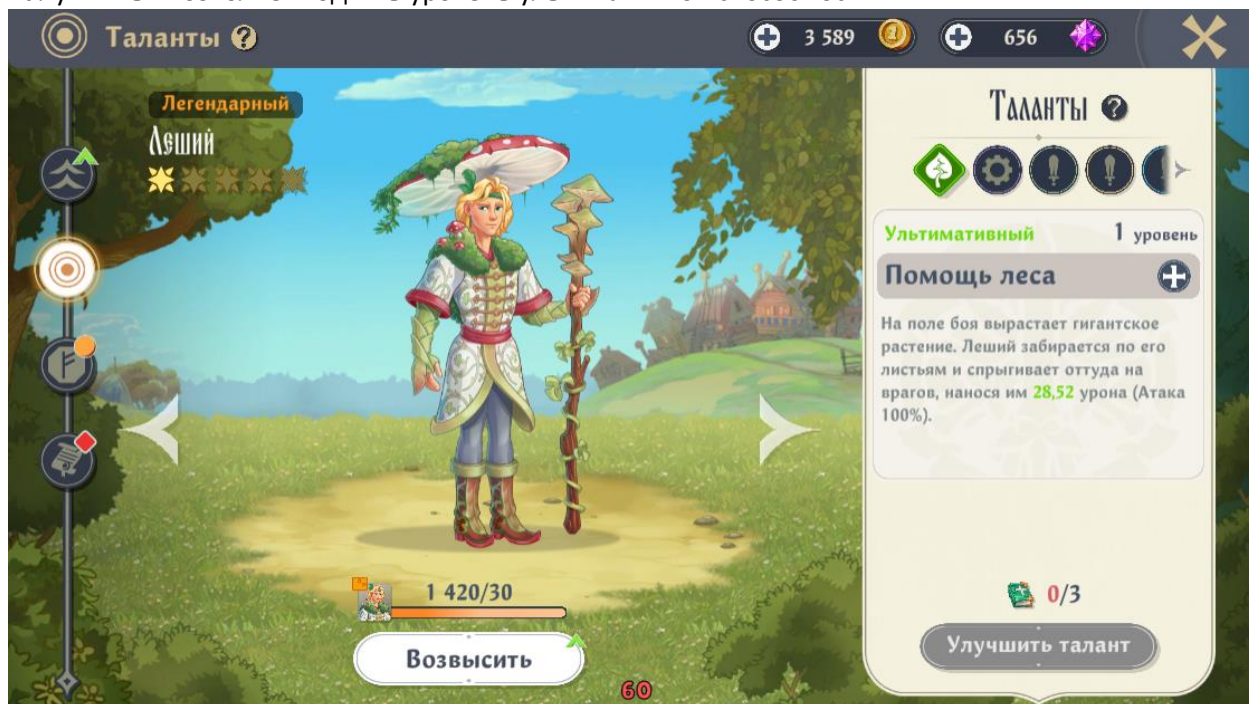 Таланты ?
3 589
656
Легендарный
Леший
Таланты ?
Ультимативный 1 уровень
Помощь леса
На поле боя вырастает гигантское
растение. Леший забирается по его
листьям и спрыгивает оттуда на
врагов, нанося им 28,52 урона (Атака
100%).
1 420/30
0/3
Возвысить
Улучшить талант
60